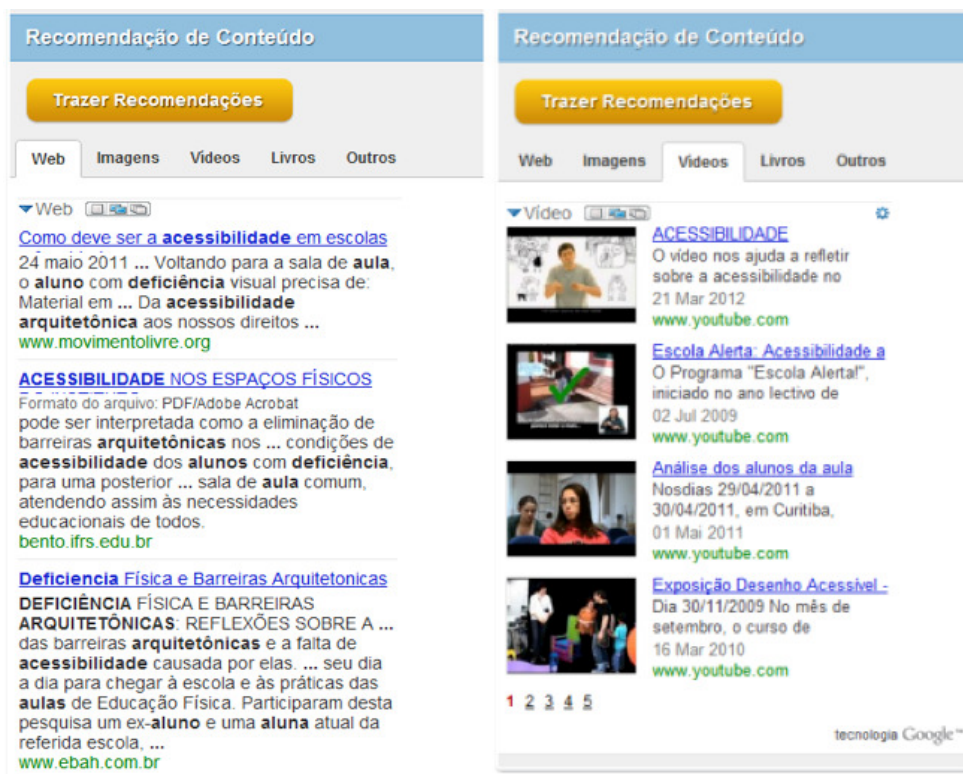 Recomendação de Conteúdo
Trazer Recomendações
Web Imagens Vídeos Livros Outros
Web
Como deve ser a acessibilidade em escolas
24 maio 2011 ... Voltando para a sala de aula,
o aluno com deficiência visual precisa de:
Material em ... Da acessibilidade
arquitetônica aos nossos direitos ...
www.movimentolivre.org
ACESSIBILIDADE NOS ESPAÇOS FÍSICOS
Formato do arquivo: PDF/Adobe Acrobat
pode ser interpretada como a eliminação de
barreiras arquitetônicas nos ... condições de
acessibilidade dos alunos com deficiência,
para uma posterior ... sala de aula comum,
atendendo assim às necessidades
educacionais de todos.
bento.ifrs.edu.br
Deficiencia Física e Barreiras Arquitetonicas
DEFICIÊNCIA FÍSICA E BARREIRAS
ARQUITETÔNICAS: REFLEXÕES SOBRE A ...
das barreiras arquitetônicas e a falta de
acessibilidade causada por elas. ... seu dia
a dia para chegar à escola e às práticas das
aulas de Educação Física. Participaram desta
pesquisa um ex-aluno e uma aluna atual da
referida escola, ...
www.ebah.com.br
Recomendação de Conteúdo
Trazer Recomendações
Web Imagens Vídeos Livros Outros
Vídeo
ACESSIBILIDADE
O vídeo nos ajuda a refletir
sobre a acessibilidade no
21 Mar 2012
www.youtube.com
Escola Alerta: Acessibilidade a
O Programa "Escola Alerta!",
iniciado no ano lectivo de
02 Jul 2009
www.youtube.com
Análise dos alunos da aula
Nosdias 29/04/2011 a
30/04/2011, em Curitiba,
01 Mai 2011
www.youtube.com
Exposição Desenho Acessível -
Dia 30/11/2009 No mês de
setembro, o curso de
16 Mar 2010
www.youtube.com
1 2 3 4 5
tecnologia Google™